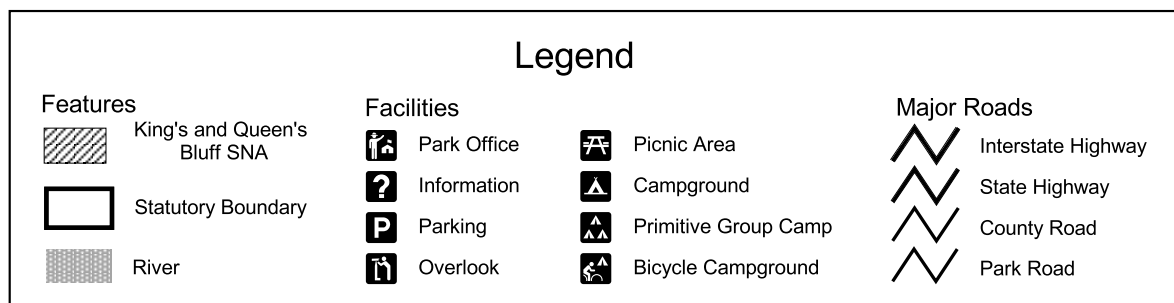 Legend
Features
King's and Queen's
Bluff SNA
Statutory Boundary
River
Facilities
Park Office
Information
Parking
Overlook
Picnic Area
Campground
Primitive Group Camp
Bicycle Campground
Major Roads
Interstate Highway
State Highway
County Road
Park Road
?
P